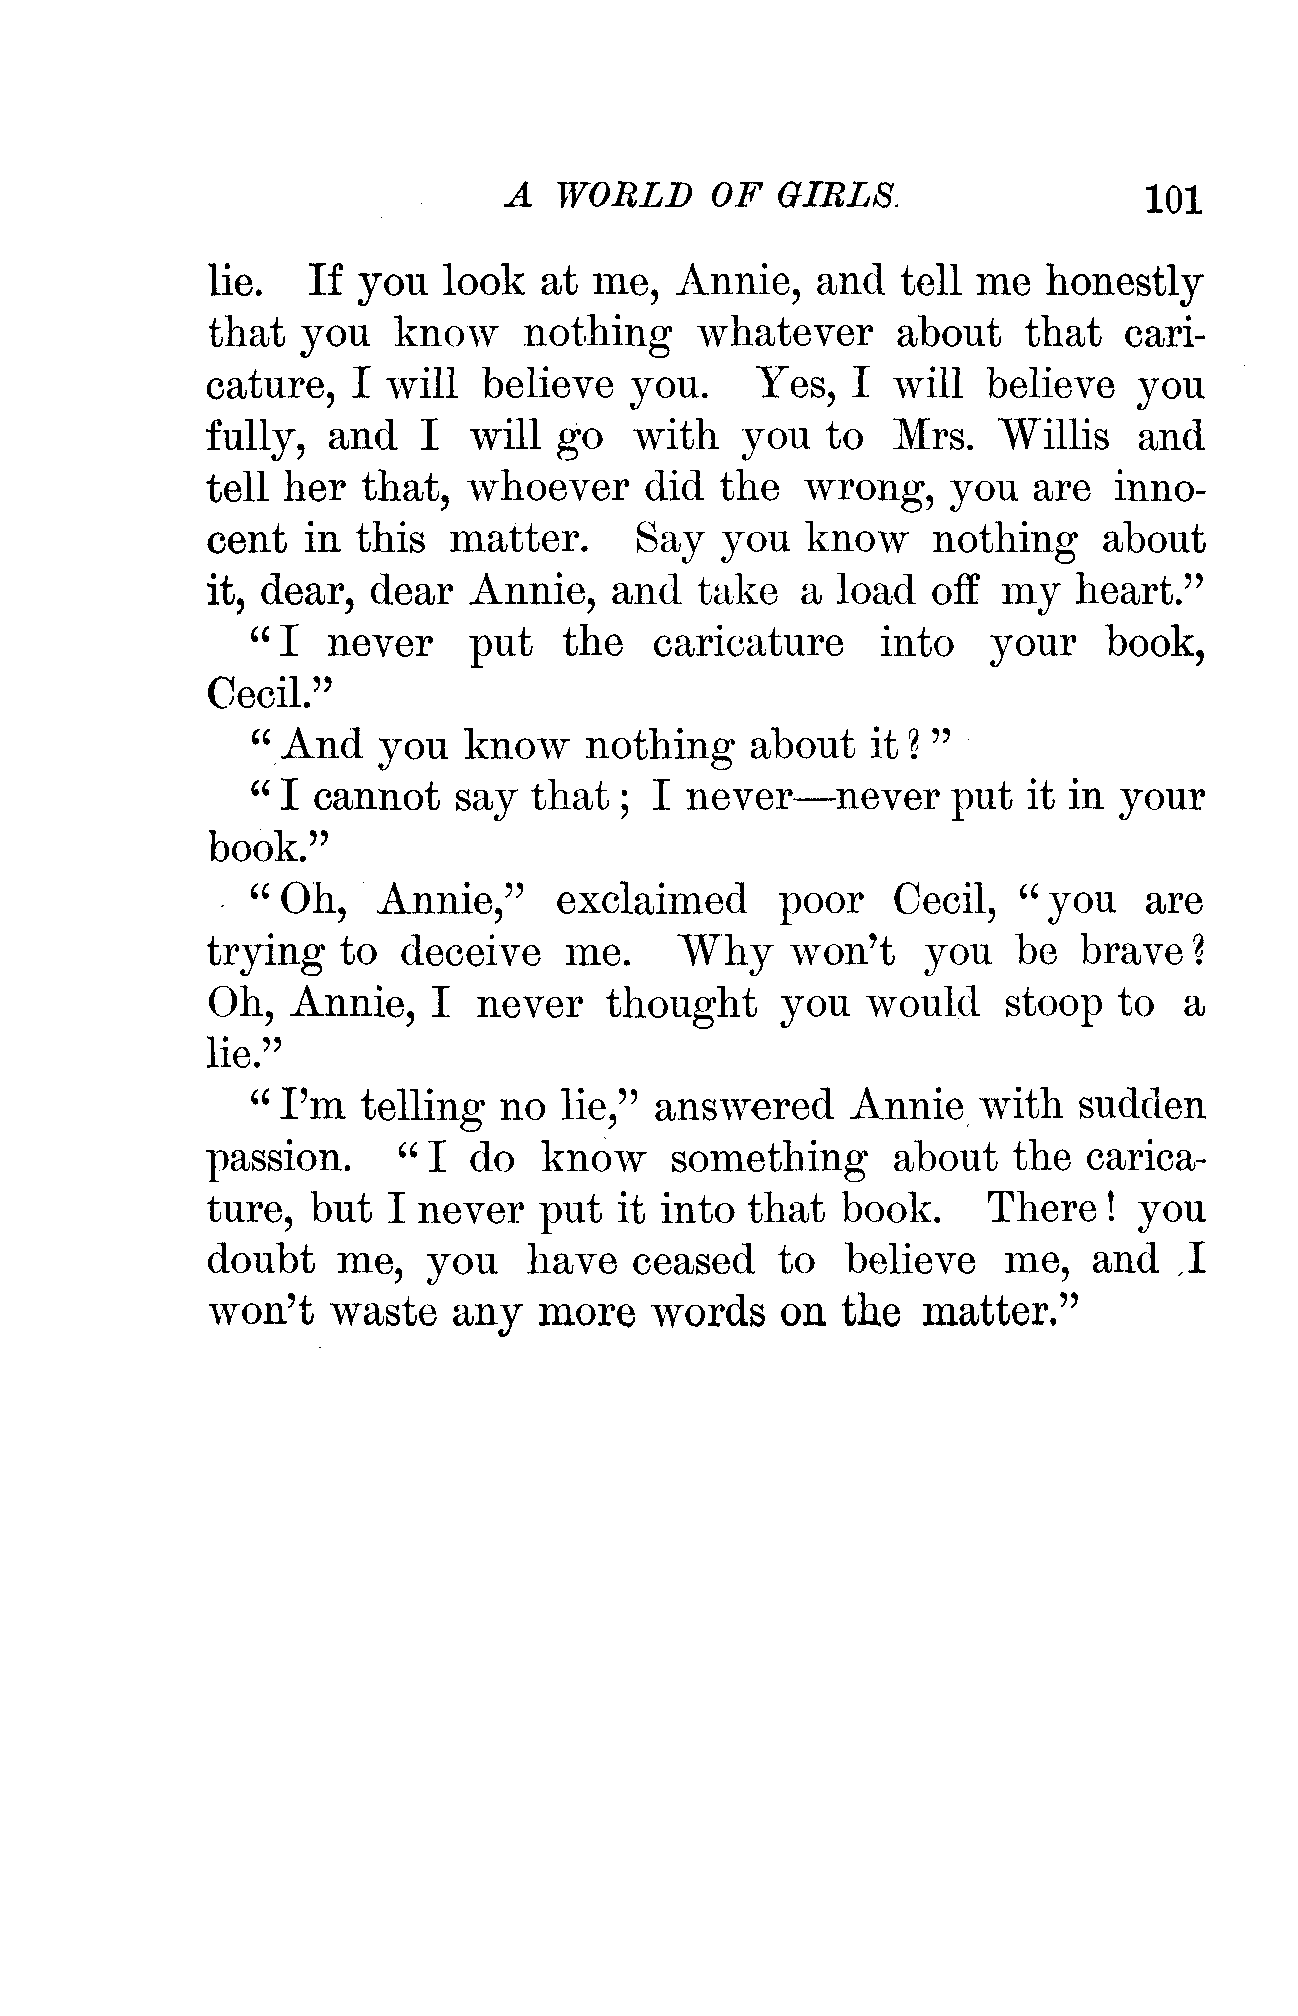 A WORLD OF GIRLS. 101
lie. If you look at me, Annie, and tell me honestly
that you know nothing whatever about that cari-
cature, I will believe you. Yes, I will believe you
fully, and I will go with you to Mrs. Willis and
tell her that, whoever did the wrong, you are inno-
cent in this matter. Say you know nothing about
it, dear, dear Annie, and take a load off my heart.”
“I never put the caricature into your book,
Cecil.”
“And you know nothing about it?”
“I cannot say that; I never—never put it in your
book.”
“Oh, Annie,” exclaimed poor Cecil, “you are
trying to deceive me. Why won’t you be brave?
Oh, Annie, I never thought you would stoop to a
lie.”
“I’m telling no lie,” answered Annie with sudden
passion. “I do know something about the carica-
ture, but I never put it into that book. There! you
doubt me, you have ceased to believe me, and I
won’t waste any more words on the matter.”